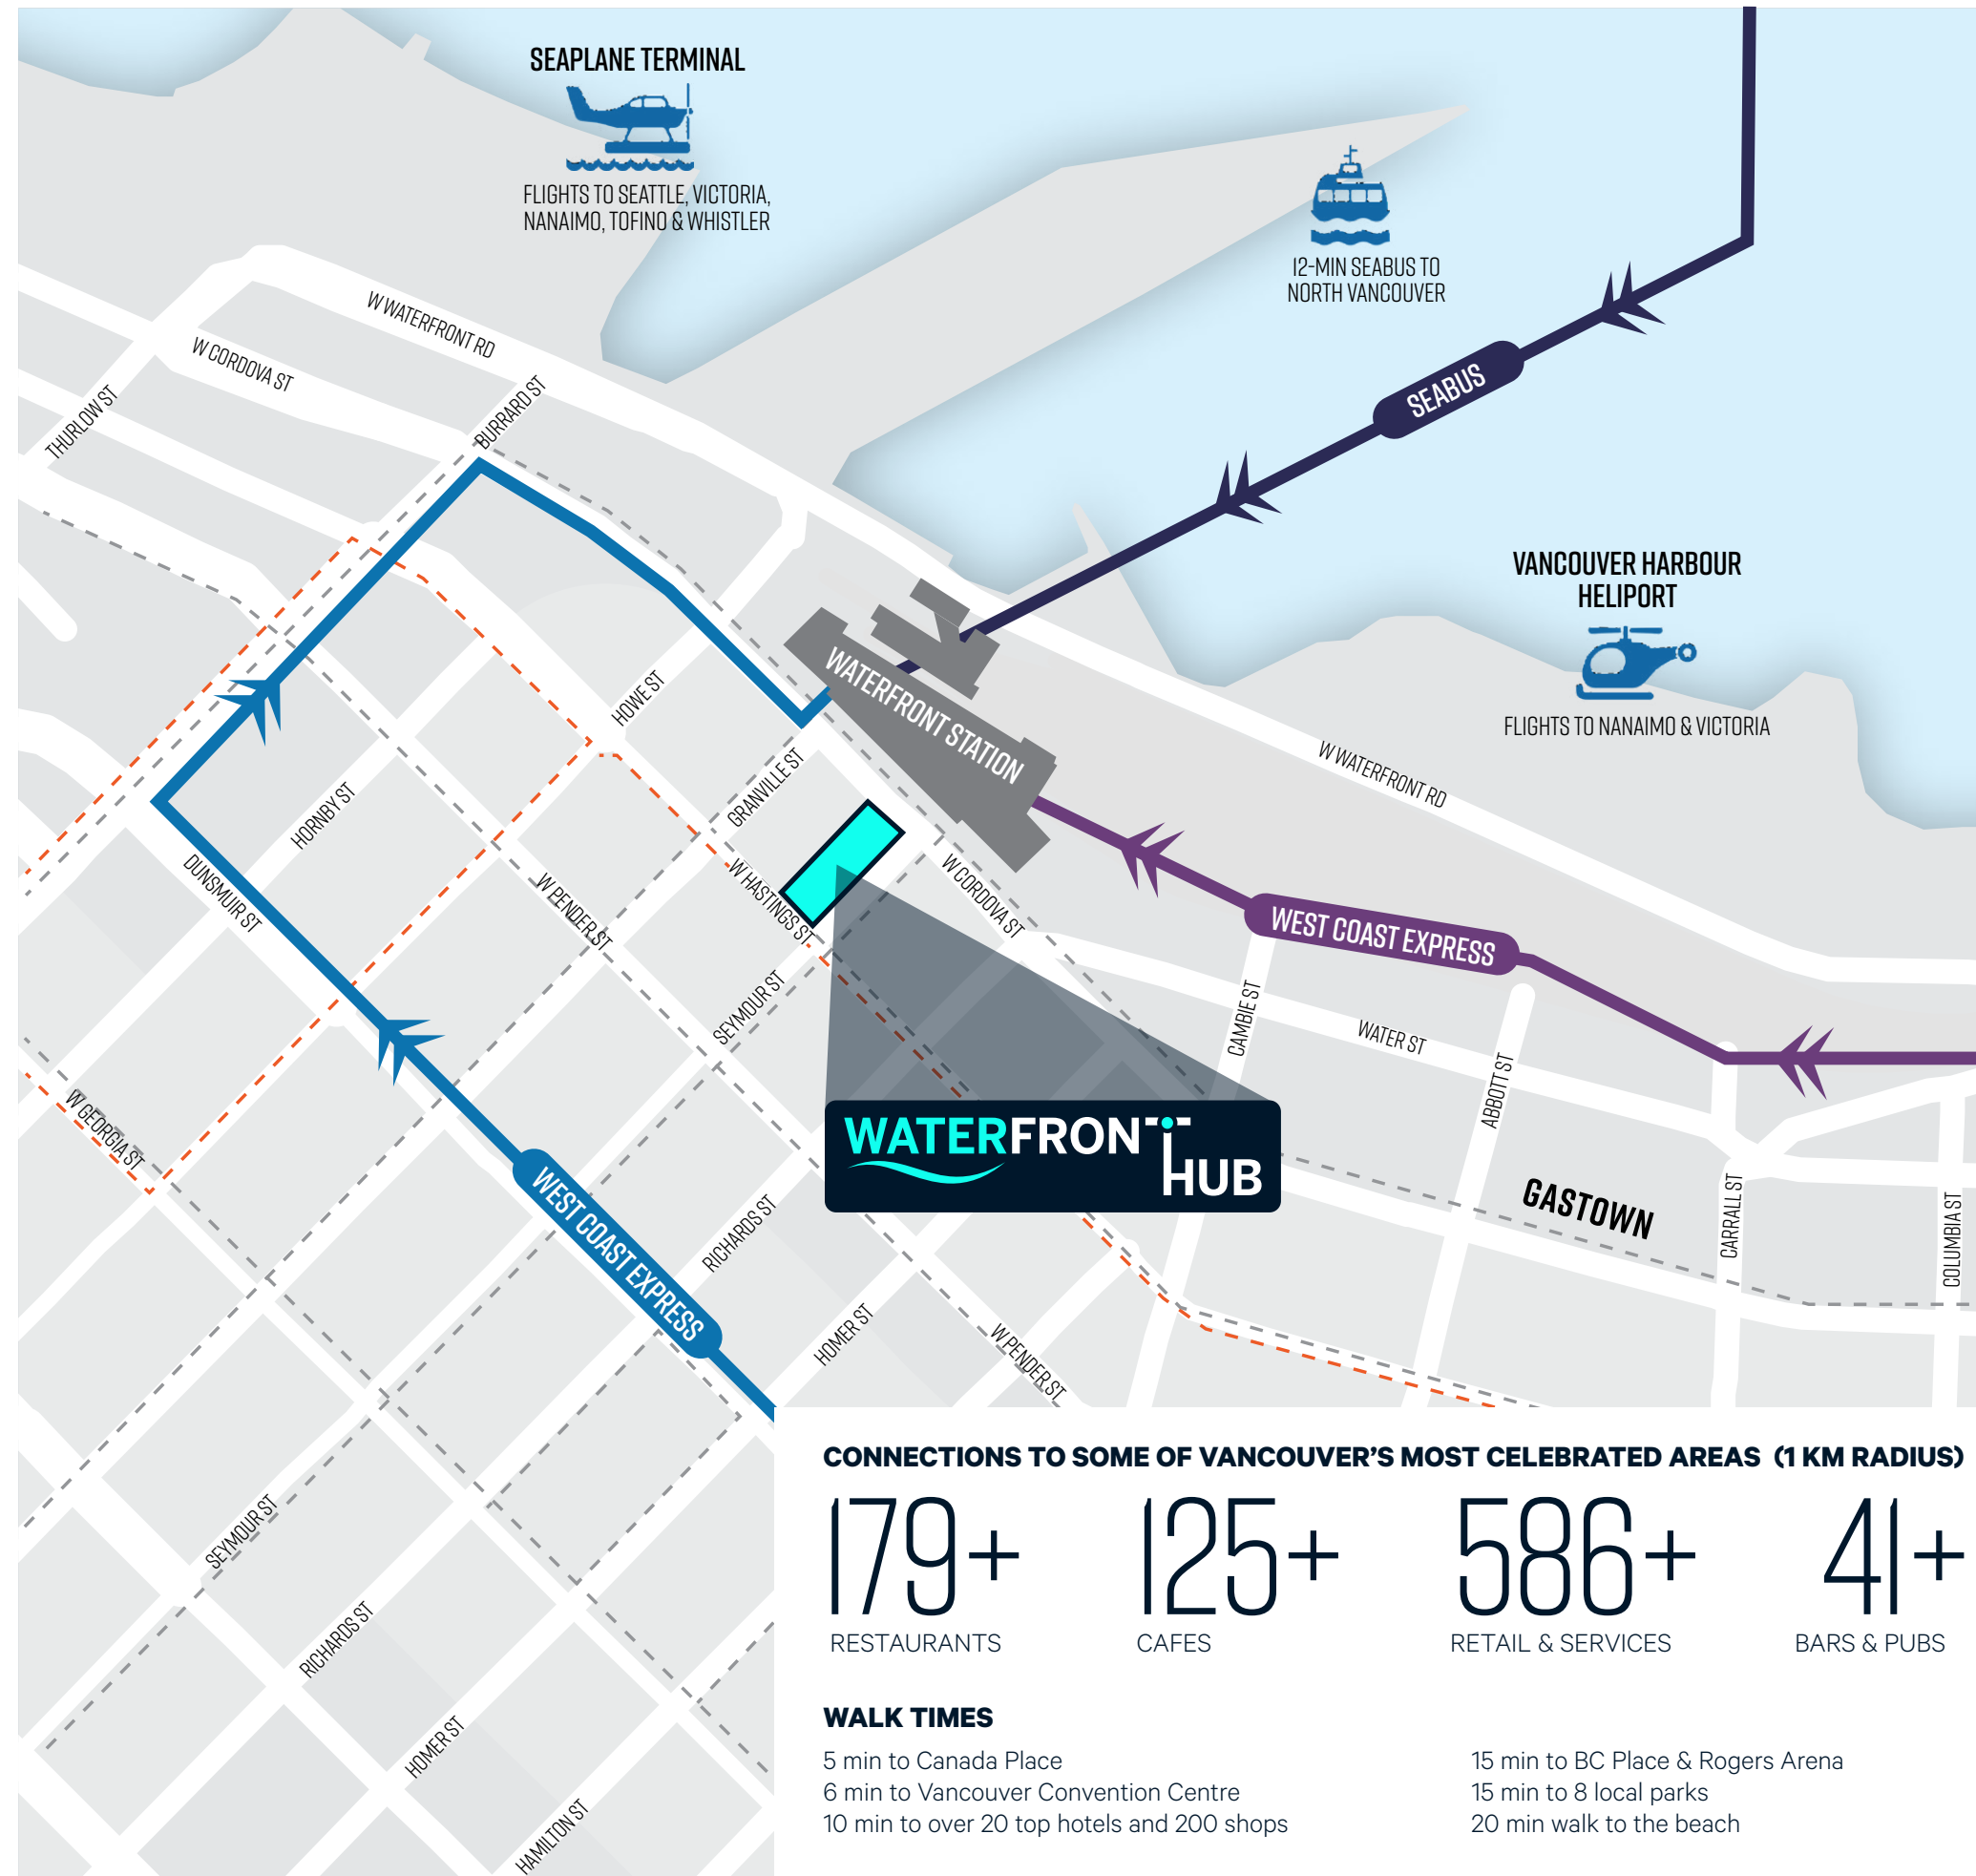 SEAPLANE TERMINAL
FLIGHTS TO SEATTLE, VICTORIA,
NANAIMO, TOFINO & WHISTLER
12-MIN SEABUS TO
NORTH VANCOUVER
SEABUS
W WATERFRONT RD
W CORDOVA ST
THURLOW ST
BURRARD ST
VANCOUVER HARBOUR
HELIPORT
FLIGHTS TO NANAIMO & VICTORIA
WATERFRONT STATION
HOWE ST
W WATERFRONT RD
GRANVILLE ST
HORNBY ST
DUNSMUIR ST
W PENDER ST
W HASTINGS ST
W CORDOVA ST
WEST COAST EXPRESS
SEYMOUR ST
CAMBIE ST
WATER ST
ABBOTT ST
W GEORGIA ST
WATERFRONT
HUB
GASTOWN
CARRALL ST
COLUMBIA ST
WEST COAST EXPRESS
RICHARDS ST
HOMER ST
W PENDER ST
SEYMOUR ST
RICHARDS ST
HOMER ST
HAMILTON ST
CONNECTIONS TO SOME OF VANCOUVER'S MOST CELEBRATED AREAS (1 KM RADIUS)
179+ 125+ 586+ 41+
RESTAURANTS CAFES RETAIL & SERVICES BARS & PUBS
WALK TIMES
5 min to Canada Place
6 min to Vancouver Convention Centre
10 min to over 20 top hotels and 200 shops
15 min to BC Place & Rogers Arena
15 min to 8 local parks
20 min walk to the beach